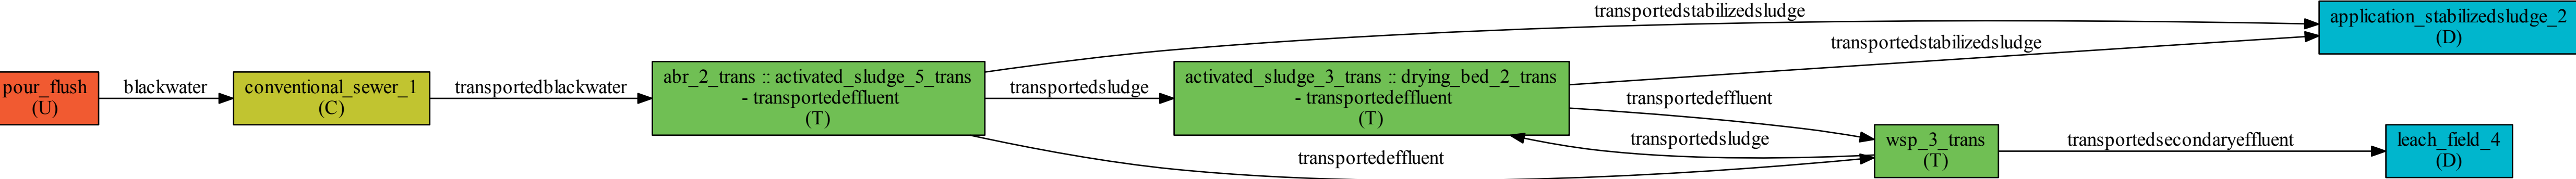 transportedstabilizedsludge
application_stabilizedsludge_2
(D)
transportedstabilizedsludge
pour_flush
(U)
blackwater
conventional_sewer_1
(C)
transportedblackwater
abr_2_trans :: activated_sludge_5_trans
- transportedeffluent
(T)
transportedsludge
activated_sludge_3_trans :: drying_bed_2_trans
- transportedeffluent
(T)
transportedeffluent
transportedsludge
transportedeffluent
wsp_3_trans
(T)
transportedsecondaryeffluent
leach_field_4
(D)